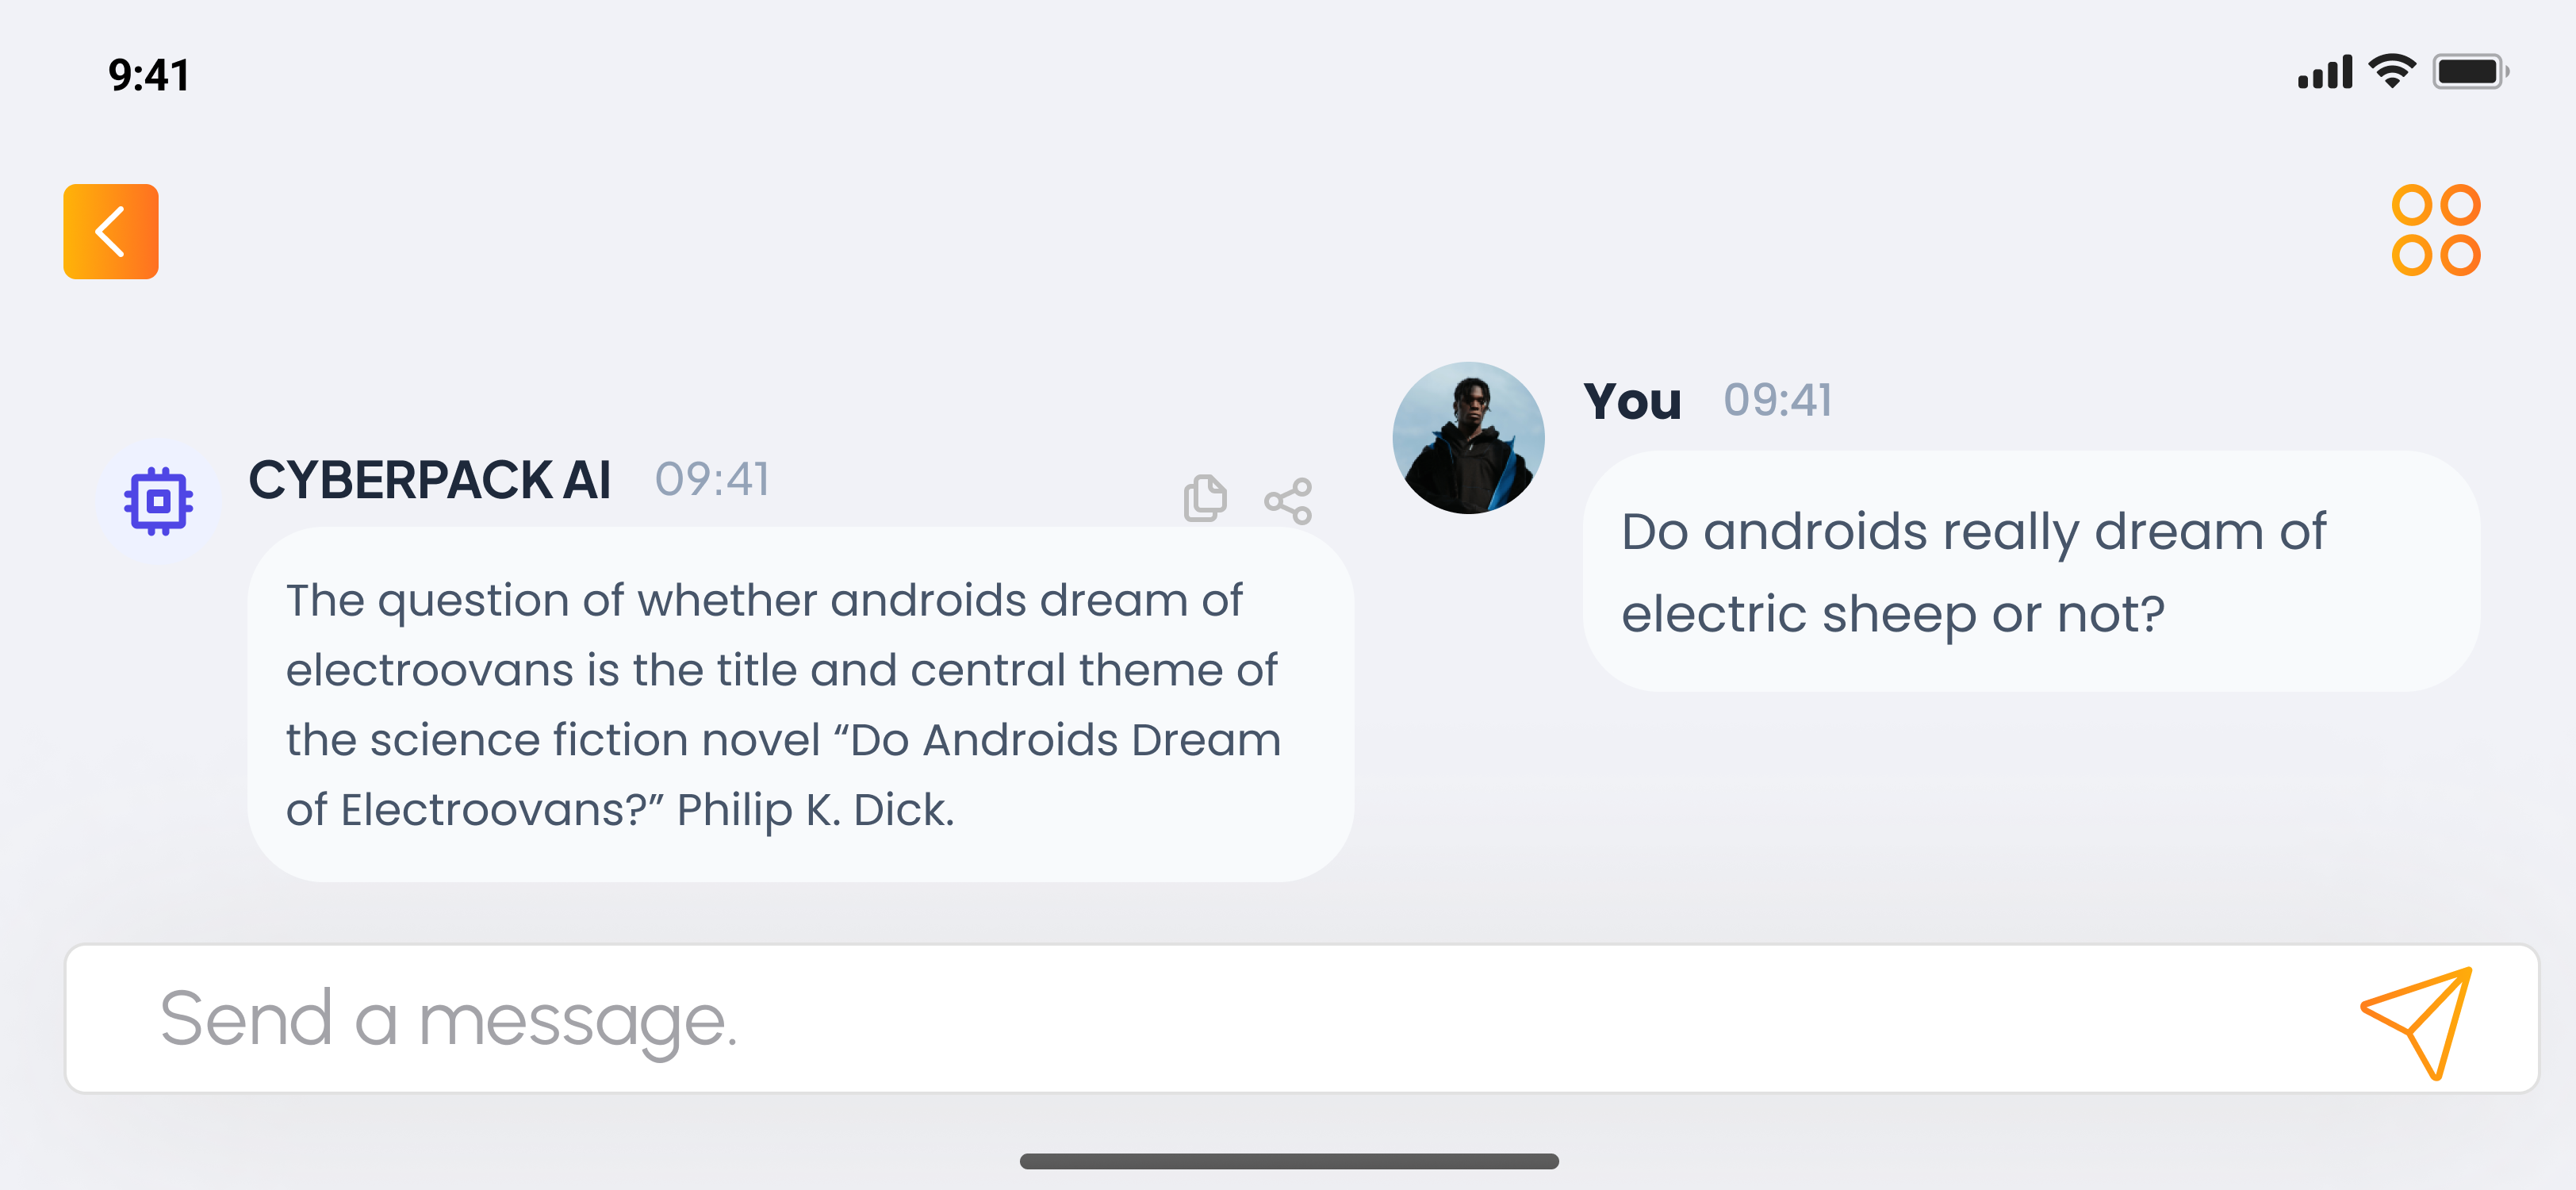 9:41
You 09:41
Do androids really dream of
electric sheep or not?
CYBERPACK AI 09:41
The question of whether androids dream of
electroovans is the title and central theme of
the science fiction novel “Do Androids Dream
of Electroovans?” Philip K. Dick.
Send a message.